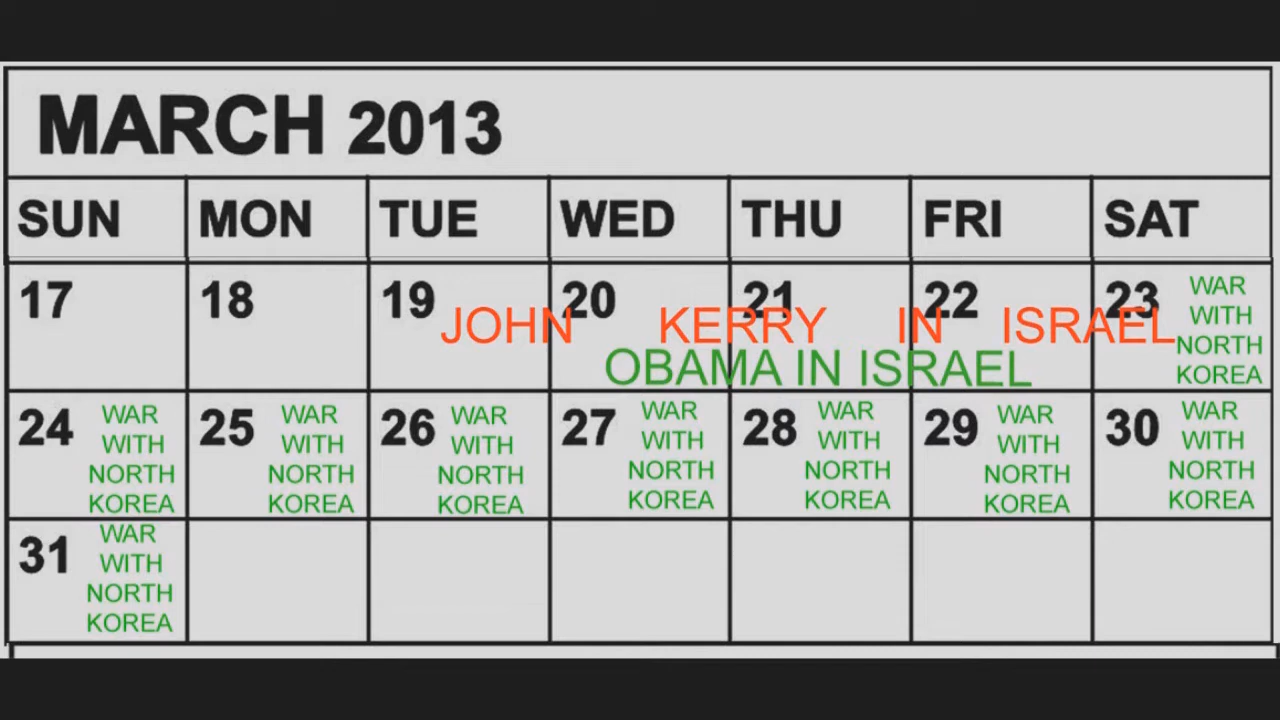 MARCH 2013
SUN MON TUE WED THU FRI SAT
17 18 19 20 21 22 23
JOHN KERRY IN ISRAEL
OBAMA IN ISRAEL
WAR
WITH
NORTH
KOREA
24 25 26 27 28 29 30
WAR WAR WAR WAR WAR WAR WAR
WITH WITH WITH WITH WITH WITH WITH
NORTH NORTH NORTH NORTH NORTH NORTH NORTH
KOREA KOREA KOREA KOREA KOREA KOREA KOREA
31
WAR
WITH
NORTH
KOREA